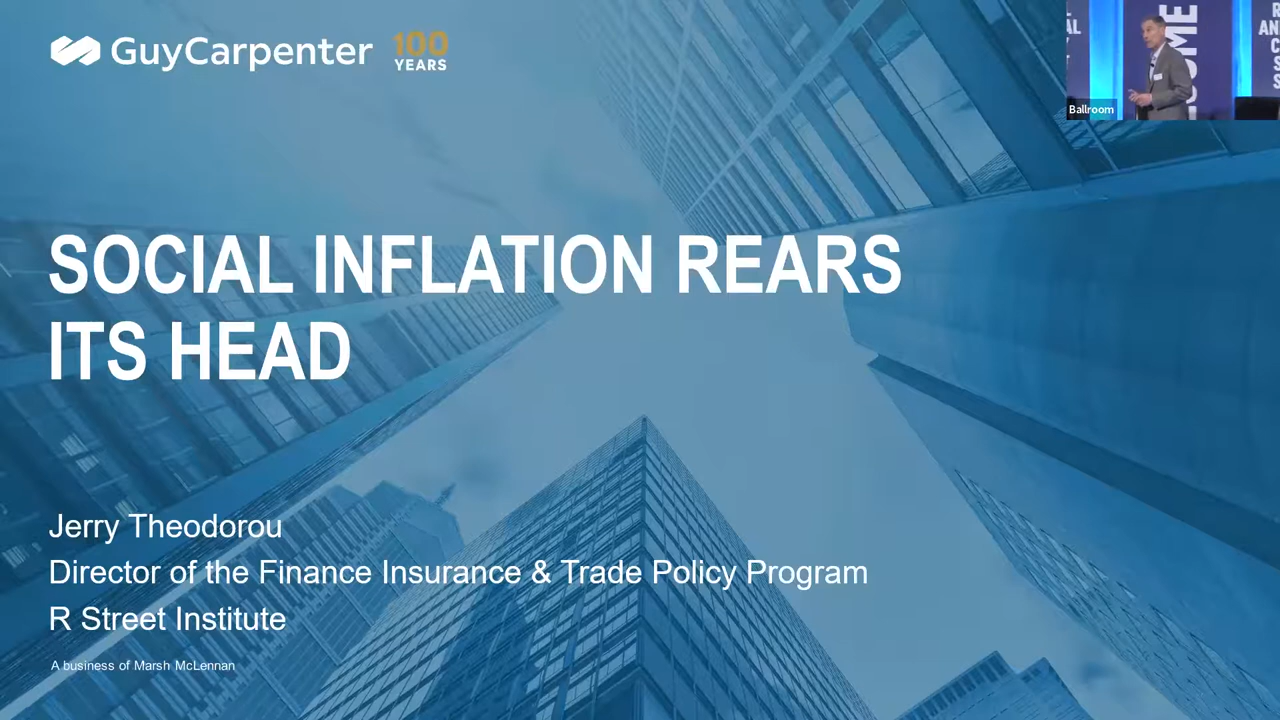 GuyCarpenter
100
YEARS
Ballroom
SOCIAL INFLATION REARS
ITS HEAD
Jerry Theodorou
Director of the Finance Insurance & Trade Policy Program
R Street Institute
A business of Marsh McLennan